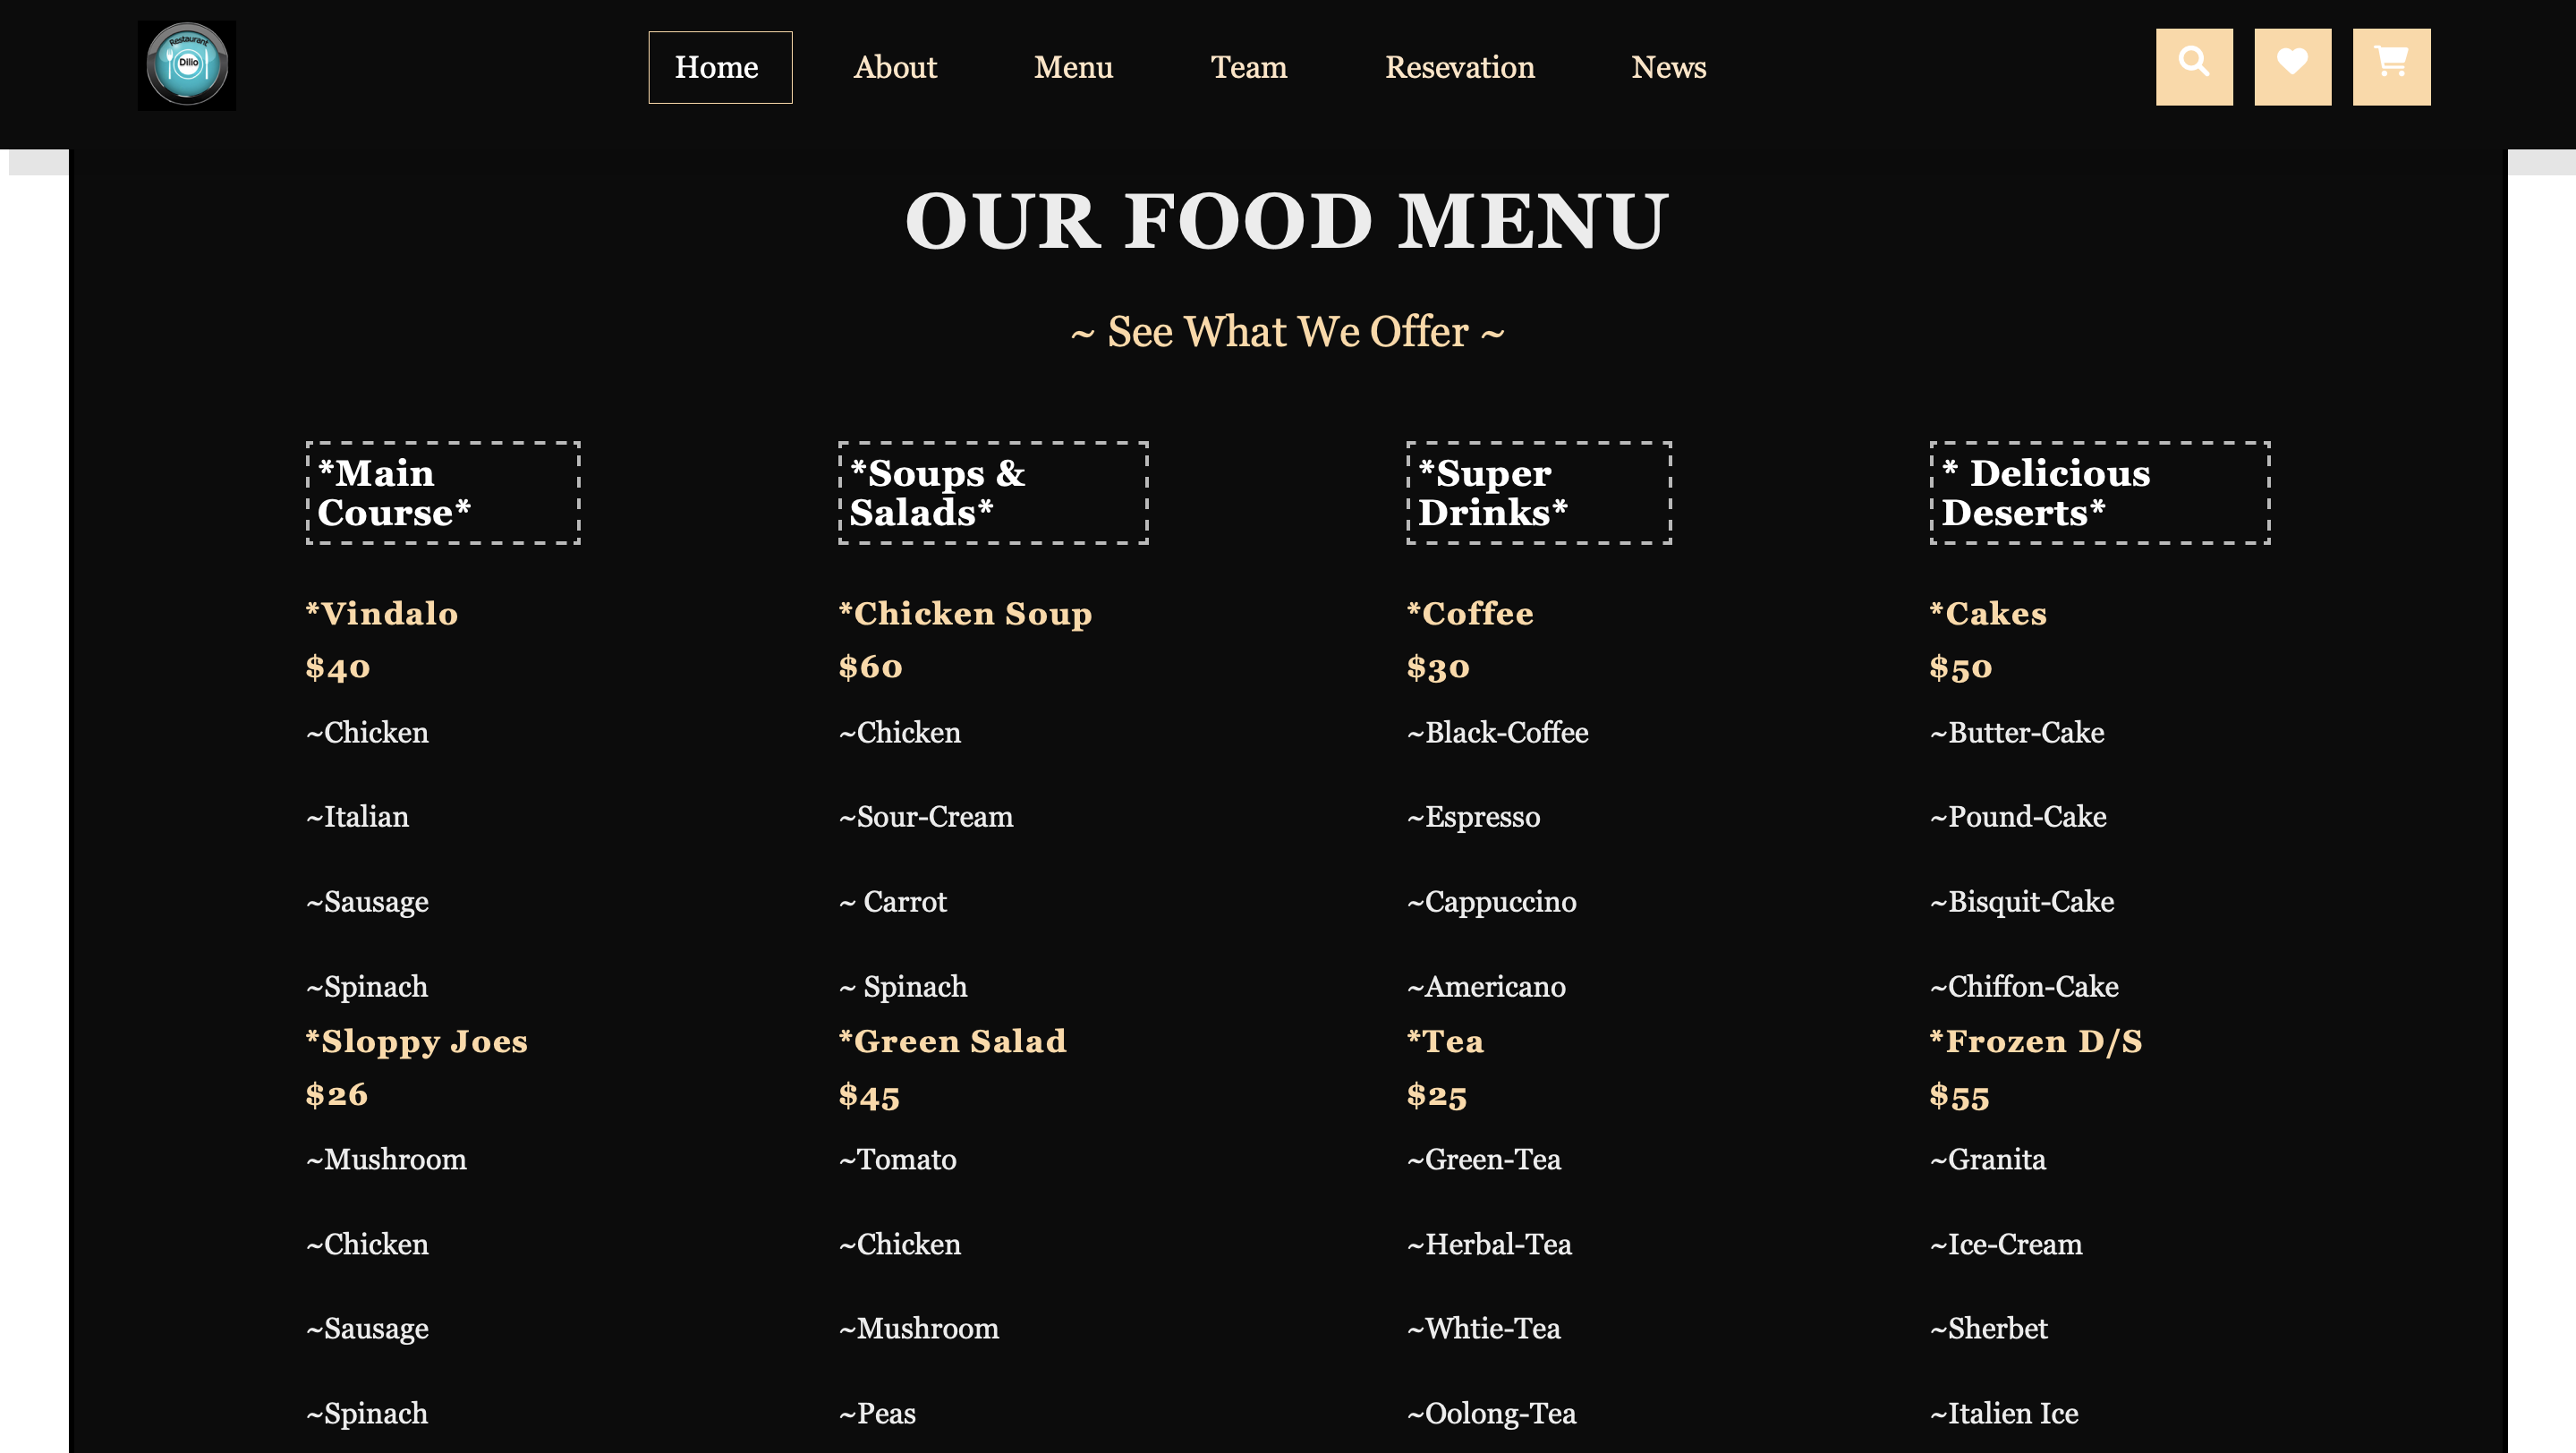 Restaurant
Dilio
Home
About
Menu
Team
Resevation
News
OUR FOOD MENU
~ See What We Offer ~
*Main
Course*
*Vindalo
$40
~Chicken
~Italian
~Sausage
~Spinach
*Sloppy Joes
$26
~Mushroom
~Chicken
~Sausage
~Spinach
*Soups &
Salads*
*Chicken Soup
$60
~Chicken
~Sour-Cream
~ Carrot
~ Spinach
*Green Salad
$45
~Tomato
~Chicken
~Mushroom
~Peas
*Super
Drinks*
*Coffee
$30
~Black-Coffee
~Espresso
~Cappuccino
~Americano
*Tea
$25
~Green-Tea
~Herbal-Tea
~Whtie-Tea
~Oolong-Tea
* Delicious
Deserts*
*Cakes
$50
~Butter-Cake
~Pound-Cake
~Bisquit-Cake
~Chiffon-Cake
*Frozen D/S
$55
~Granita
~Ice-Cream
~Sherbet
~Italien Ice